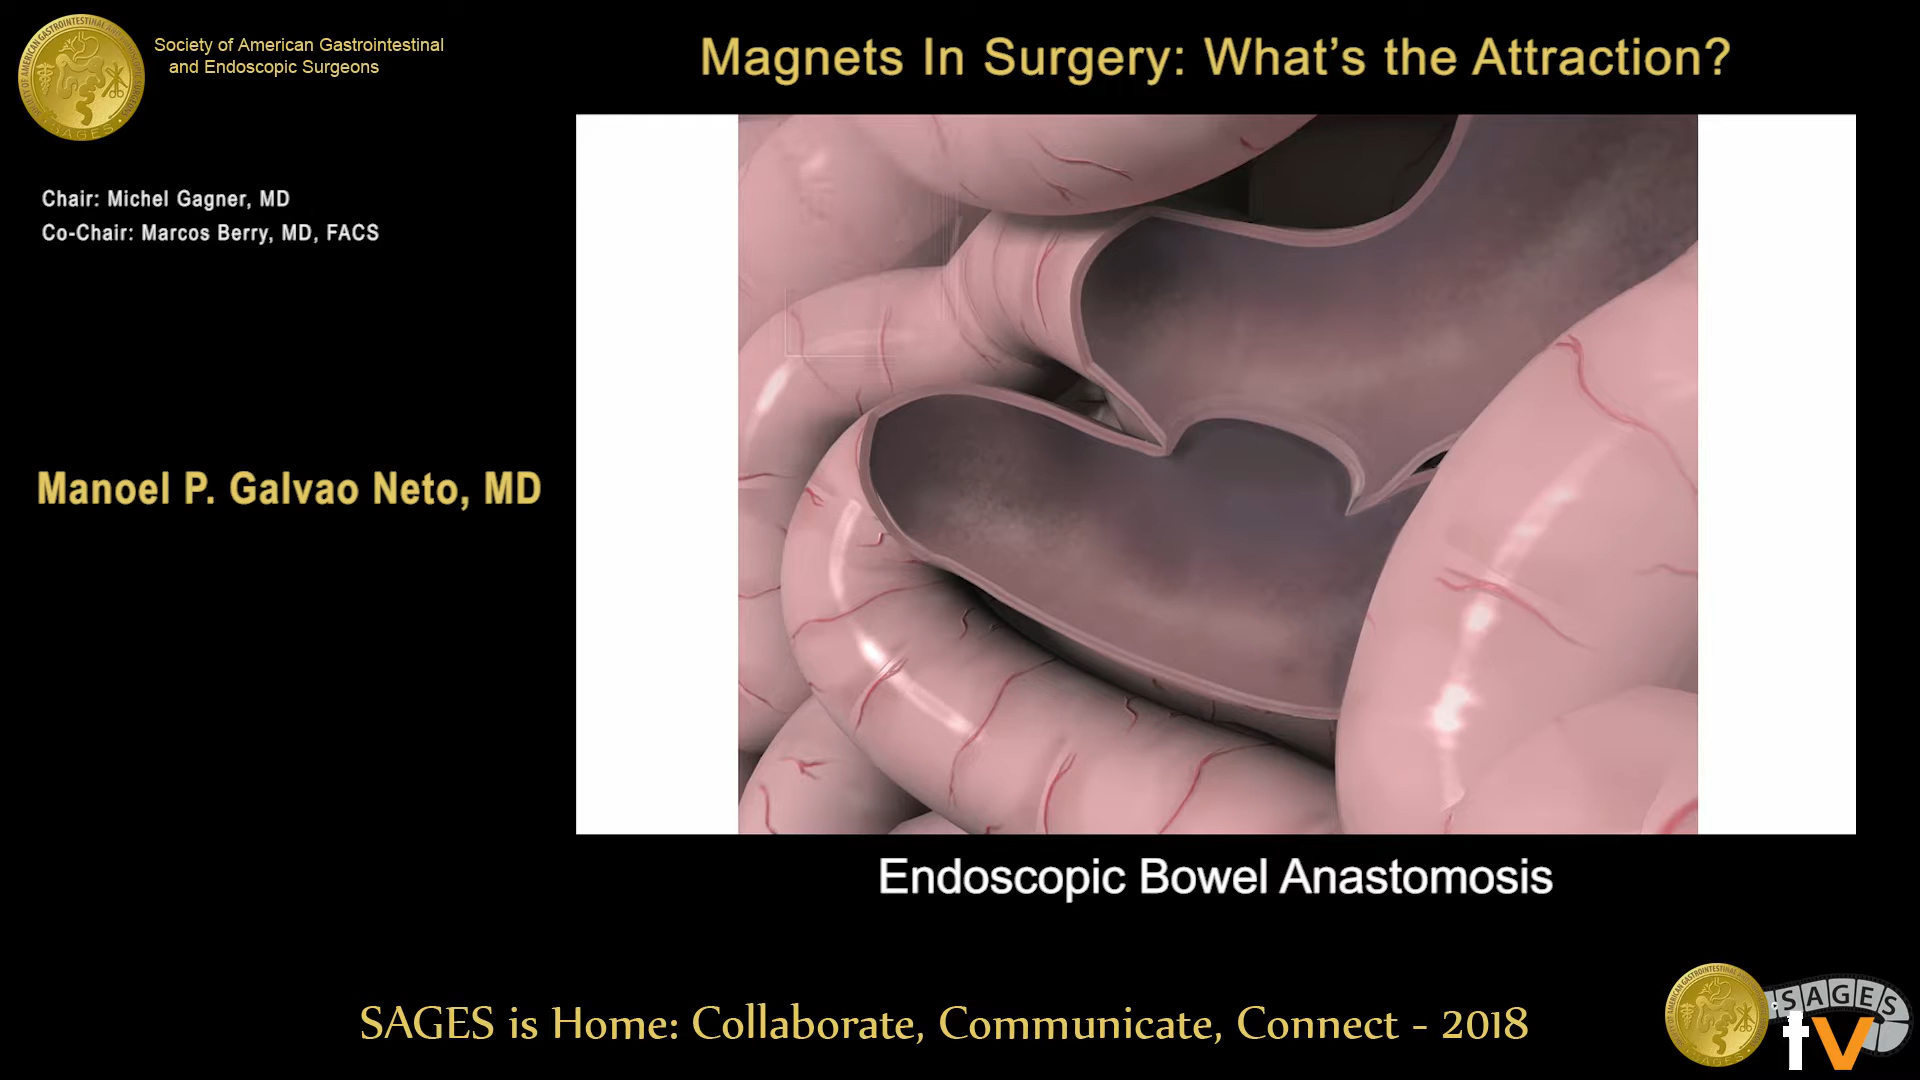 Society of American Gastrointestinal
and Endoscopic Surgeons
Magnets In Surgery: What's the Attraction?
Chair: Michel Gagner, MD
Co-Chair: Marcos Berry, MD, FACS
Manoel P. Galvao Neto, MD
Endoscopic Bowel Anastomosis
SAGES is Home: Collaborate, Communicate, Connect - 2018
SAGES
SAGES
tv